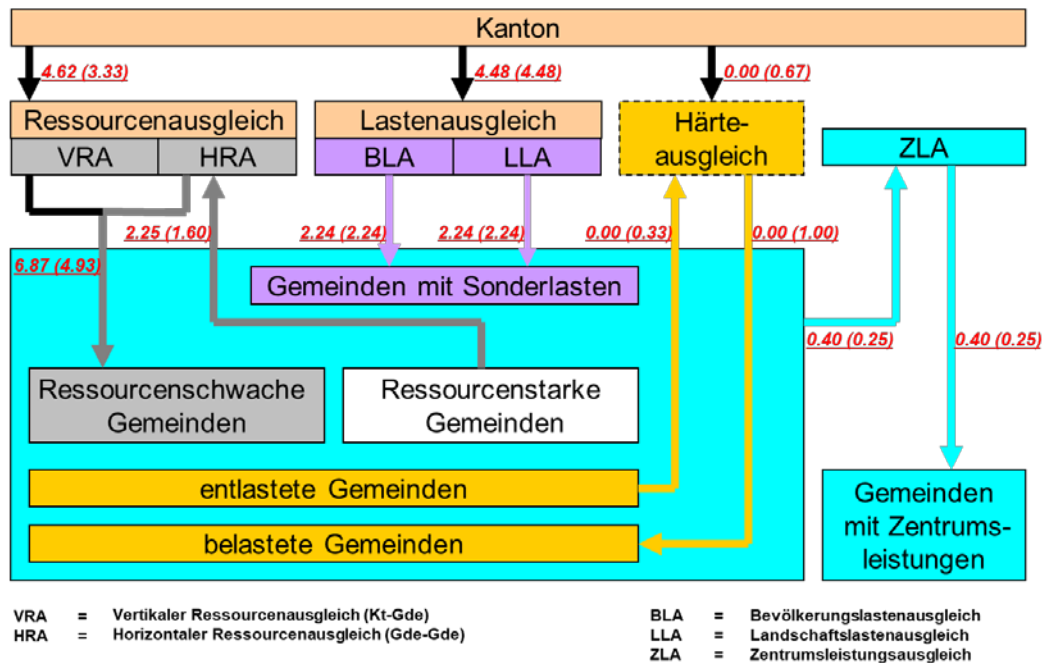 Kanton
4.62 (3.33)
4.48 (4.48)
0.00 (0.67)
Ressourcenausgleich
VRA
HRA
Lastenausgleich
BLA
LLA
Härte-
ausgleich
ZLA
2.25 (1.60)
2.24 (2.24)
2.24 (2.24)
0.00 (0.33)
0.00 (1.00)
6.87 (4.93)
Gemeinden mit Sonderlasten
0.40 (0.25)
0.40 (0.25)
Ressourcenschwache
Gemeinden
Ressourcenstarke
Gemeinden
entlastete Gemeinden
belastete Gemeinden
Gemeinden
mit Zentrums-
leistungen
VRA = Vertikaler Ressourcenausgleich (Kt-Gde)
HRA = Horizontaler Ressourcenausgleich (Gde-Gde)
BLA = Bevölkerungslastenausgleich
LLA = Landschaftslastenausgleich
ZLA = Zentrumsleistungsausgleich